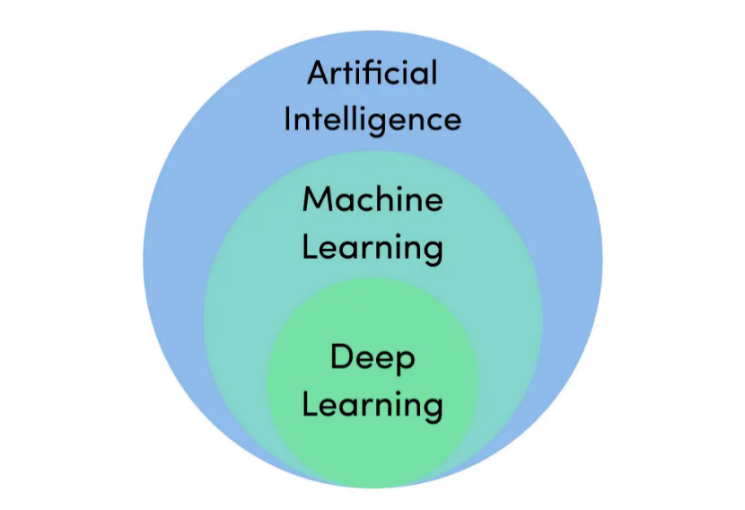 Artificial
Intelligence
Machine
Learning
Deep
Learning